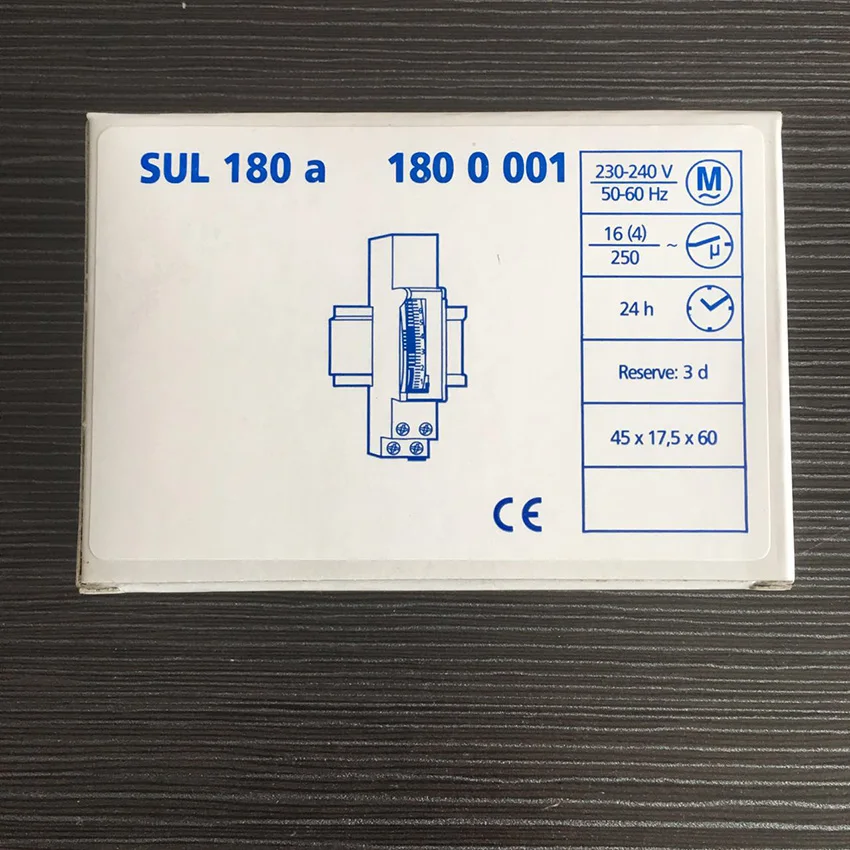 SUL 180 a 180 0 001
230-240 V
50-60 Hz
M
16 (4)
250
~
µ
24 h
Reserve: 3 d
45 x 17,5 x 60
CE